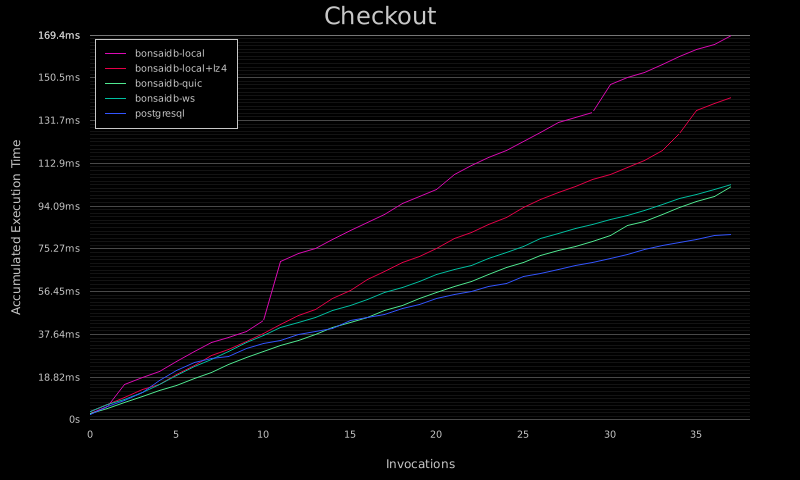 Checkout
169.4ms
150.5ms
131.7ms
112.9ms
94.09ms
75.27ms
56.45ms
37.64ms
18.82ms
0s
bonsaidb-local
bonsaidb-local+lz4
bonsaidb-quic
bonsaidb-ws
postgresql
Accumulated Execution Time
0 5 10 15 20 25 30 35
Invocations